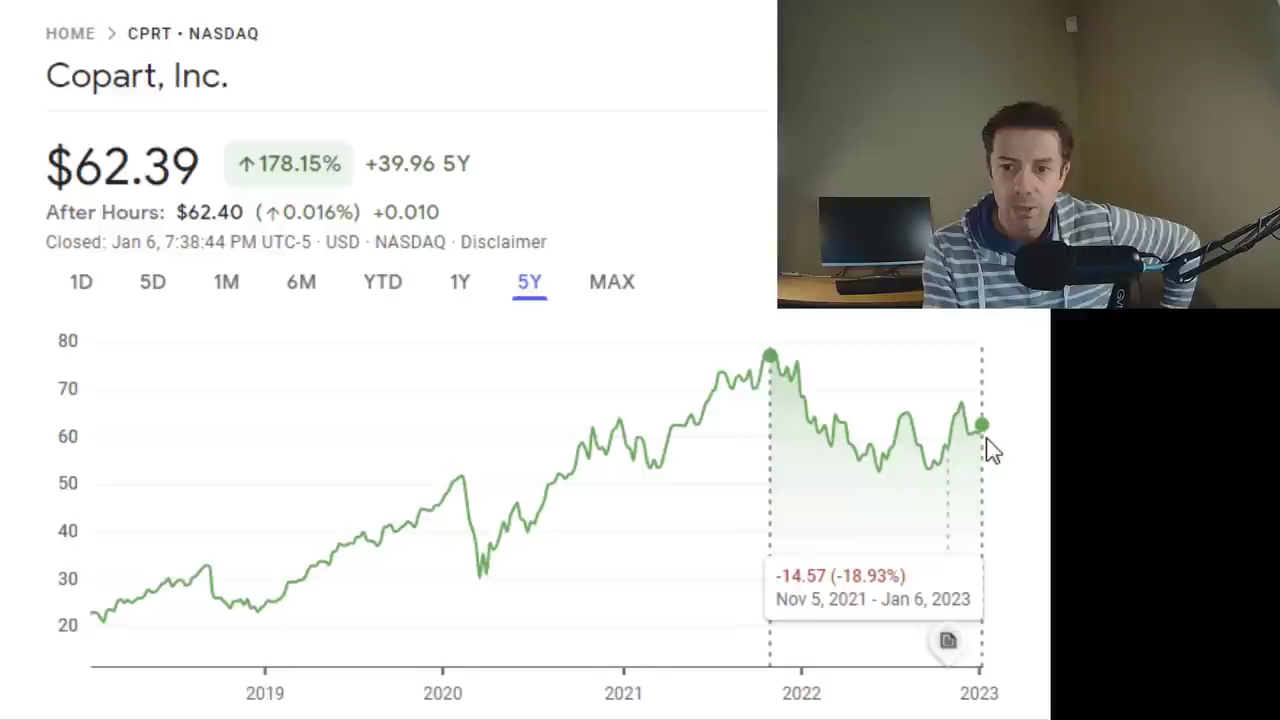 HOME > CPRT • NASDAQ
Copart, Inc.
$62.39 ↑178.15% +39.96 5Y
After Hours: $62.40 (↑0.016%) +0.010
Closed: Jan 6, 7:38:44 PM UTC-5 · USD · NASDAQ · Disclaimer
1D 5D 1M 6M YTD 1Y 5Y MAX
80
70
60
50
40
30
20
-14.57 (-18.93%)
Nov 5, 2021 - Jan 6, 2023
2019 2020 2021 2022 2023